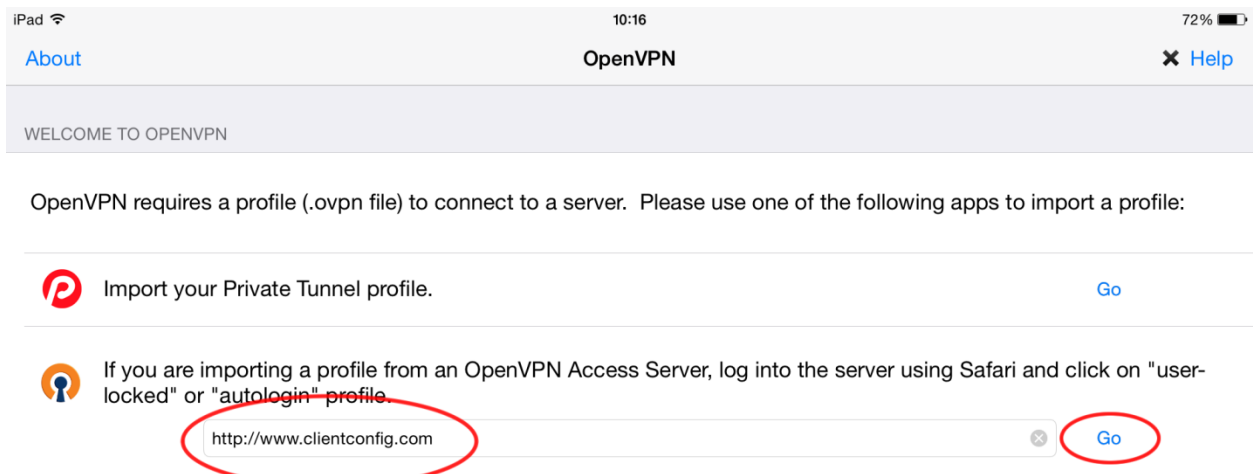 iPad 10:16 72%
About OpenVPN Help
WELCOME TO OPENVPN
OpenVPN requires a profile (.ovpn file) to connect to a server. Please use one of the following apps to import a profile:
Import your Private Tunnel profile. Go
If you are importing a profile from an OpenVPN Access Server, log into the server using Safari and click on "user-
locked" or "autologin" profile.
http://www.clientconfig.com Go